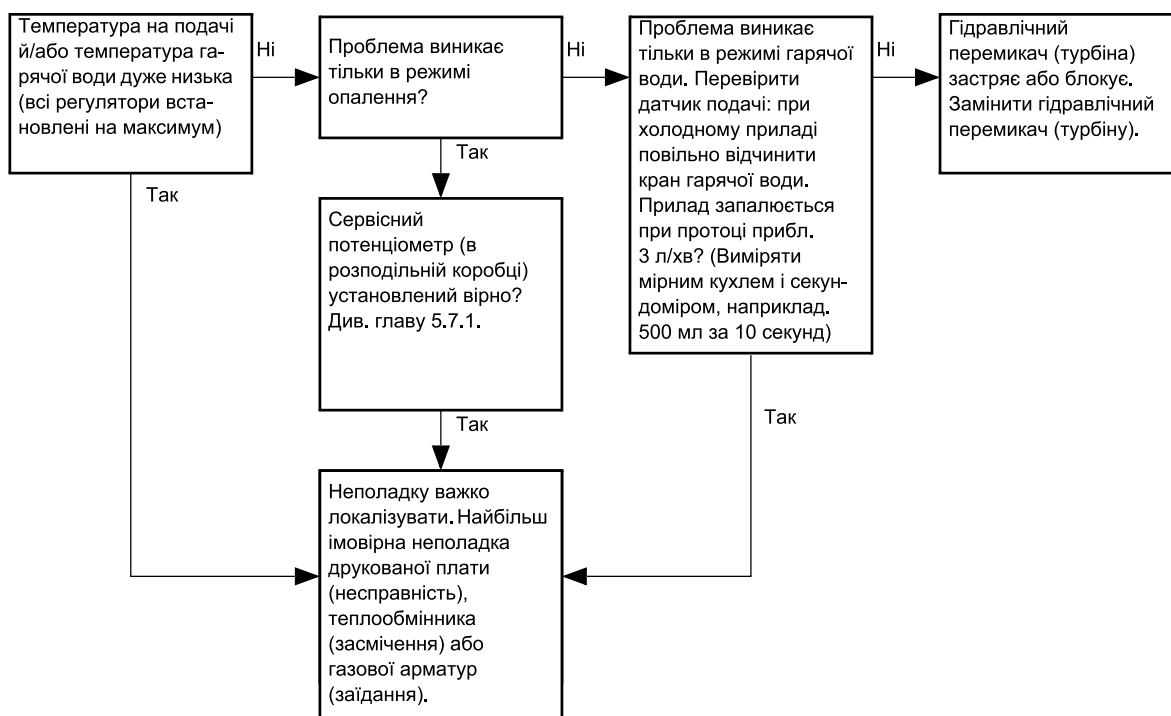 Температура на подачі
й/або температура га-
рячої води дуже низька
(всі регулятори вста-
новлені на максимум)
Ні
Так
Проблема виникає
тільки в режимі
опалення?
Ні
Так
Проблема виникає
тільки в режимі гарячої
води. Перевірити
датчик подачі: при
холодному приладі
повільно відчинити
кран гарячої води.
Прилад запалюється
при протоці прибл.
3 л/хв? (Виміряти
мірним кухлем і секун-
доміром, наприклад.
500 мл за 10 секунд)
Ні
Так
Гідравлічний
перемикач (турбіна)
застряє або блокує.
Замінити гідравлічний
перемикач (турбіну).
Сервісний
потенціометр (в
розподільній коробці)
установлений вірно?
Див. главу 5.7.1.
Так
Неполадку важко
локалізувати. Найбільш
імовірна неполадка
друкованої плати
(несправність),
теплообмінника
(засмічення) або
газової арматур
(заїдання).